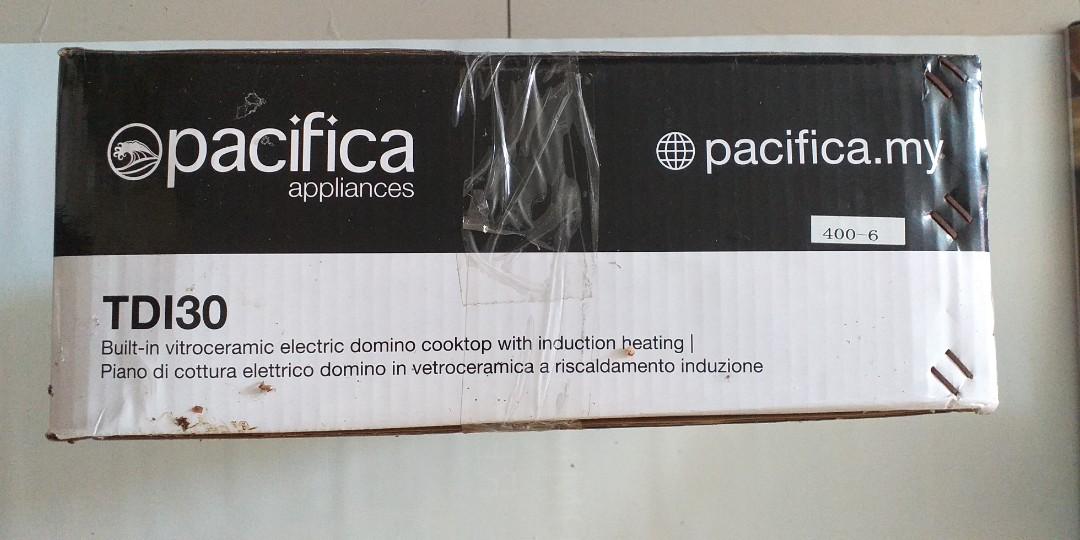 pacifica
appliances
pacifica.my
400-6
TDI30
Built-in vitroceramic electric domino cooktop with induction heating |
Piano di cottura elettrico domino in vetroceramica a riscaldamento induzione